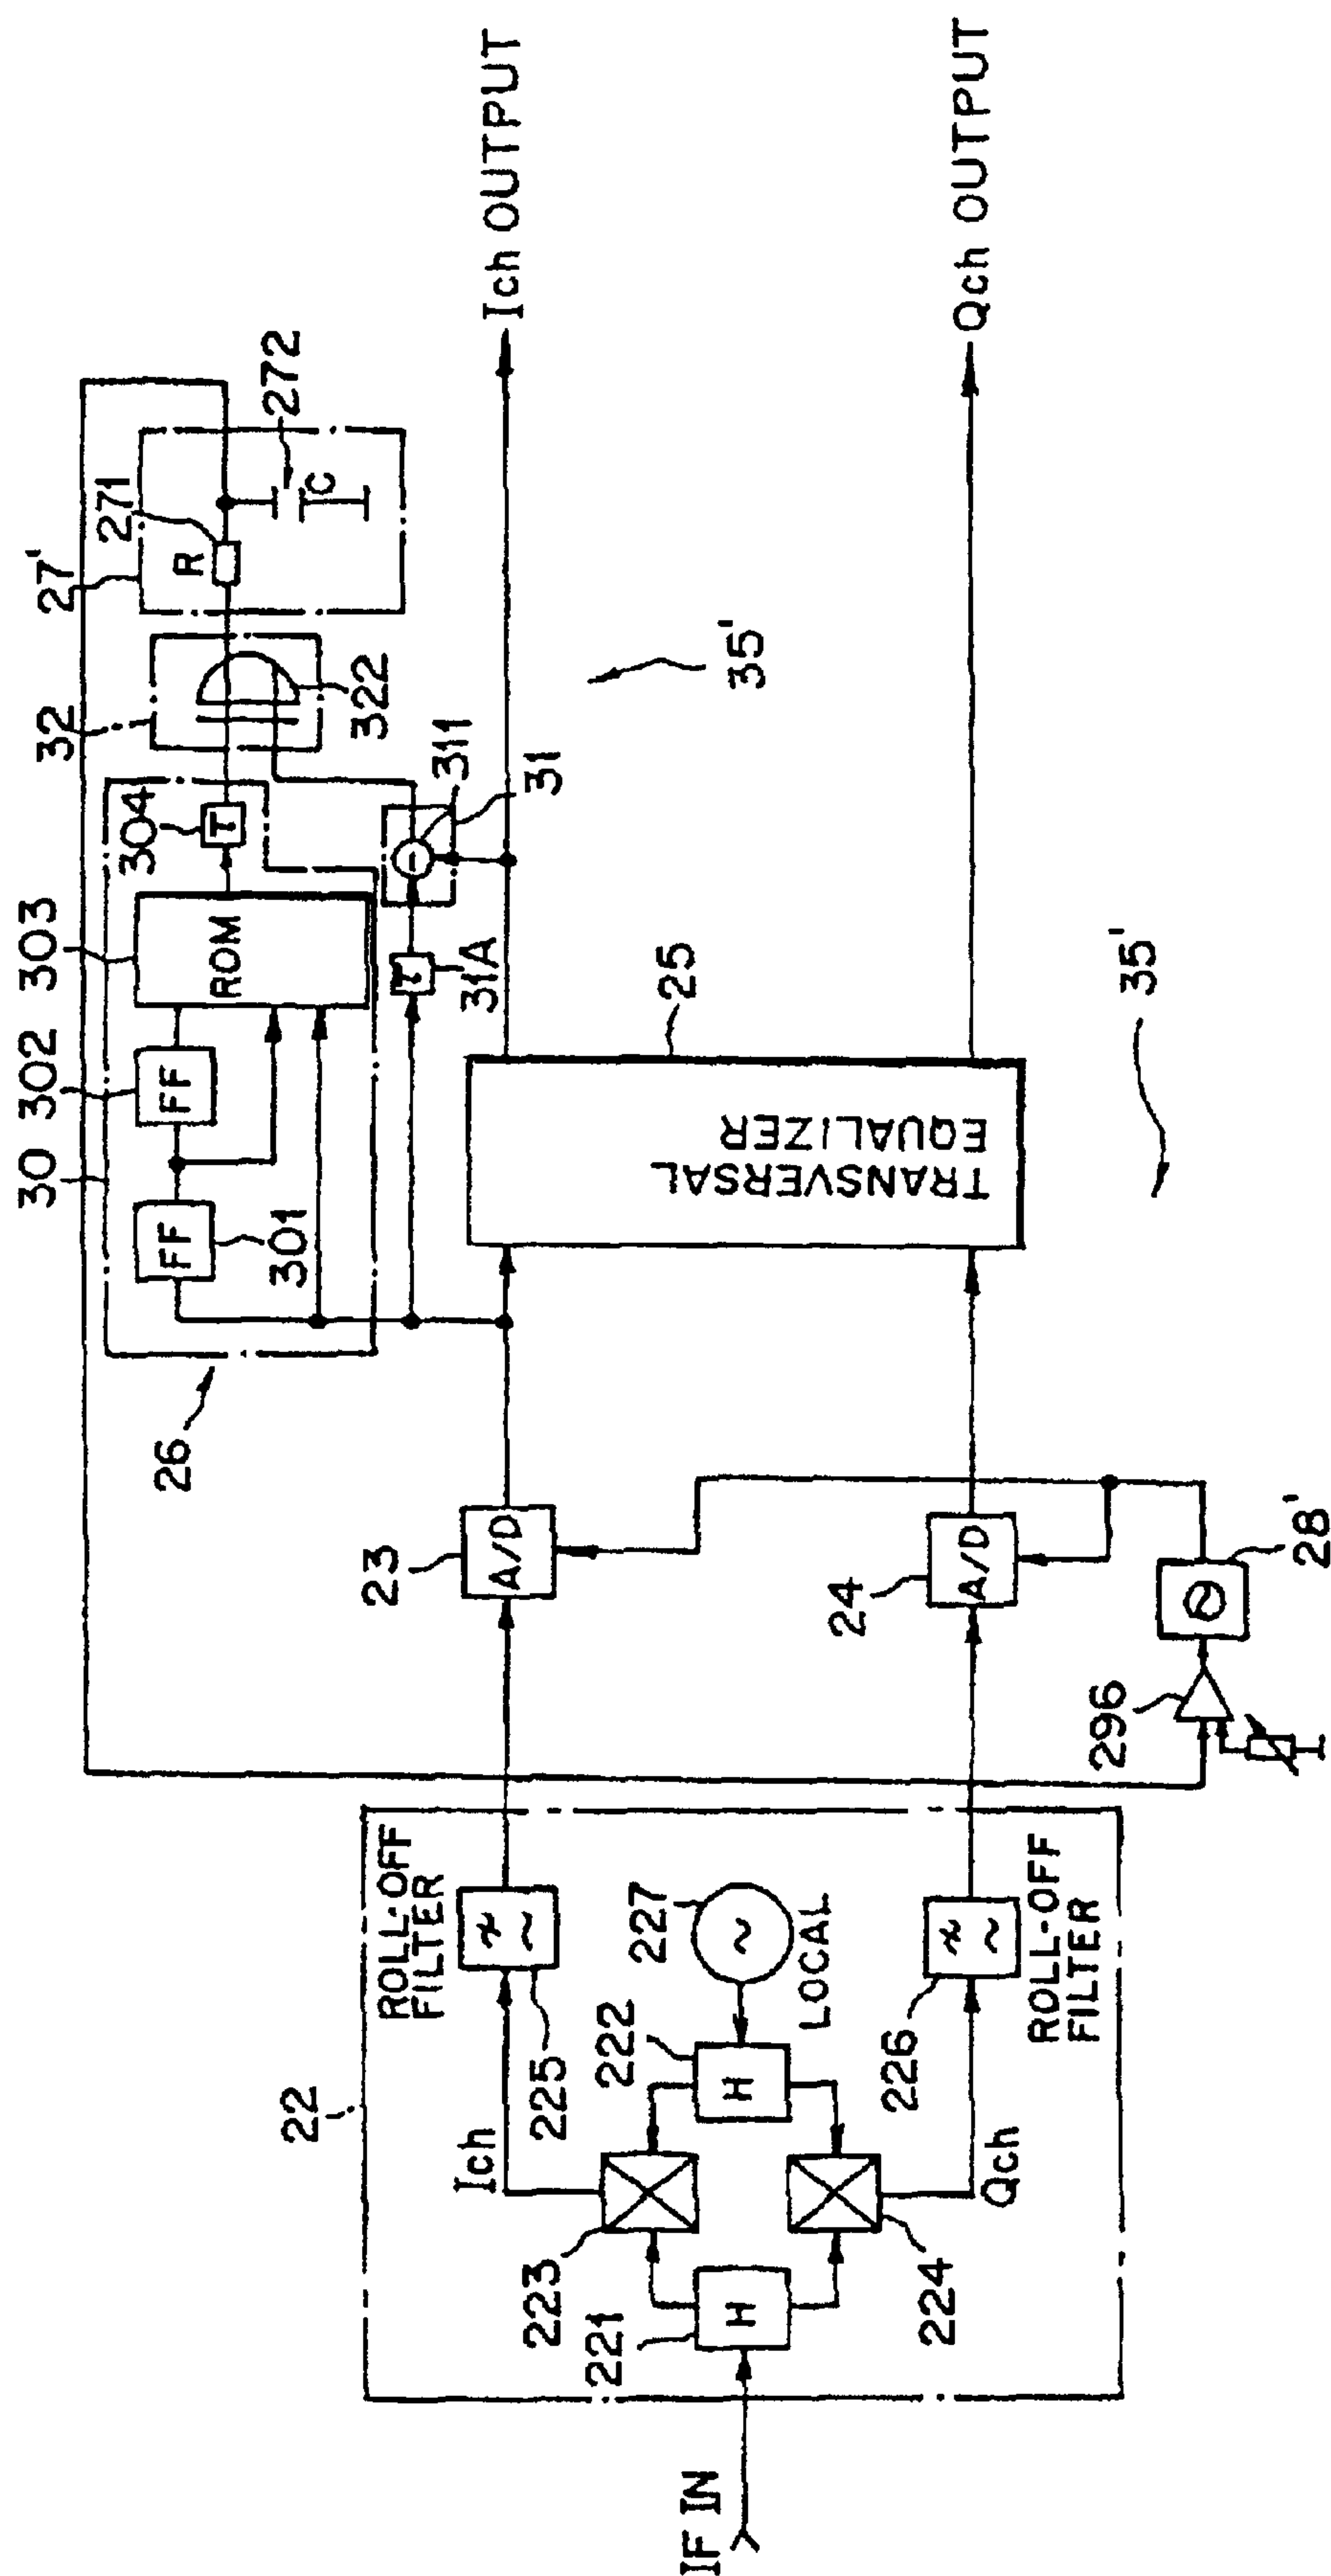 IF IN
22
221
H
223
224
Ich
Qch
222
H
227
LOCAL
225
226
ROLL-OFF
FILTER
ROLL-OFF
FILTER
23
A/D
24
A/D
296
28'
26
30
302
303
FF
301
FF
ROM
304
T
31A
τ
25
TRANSVERSAL
EQUALIZER
35'
311
31
32
322
27'
271
R
272
C
35'
Ich OUTPUT
Qch OUTPUT